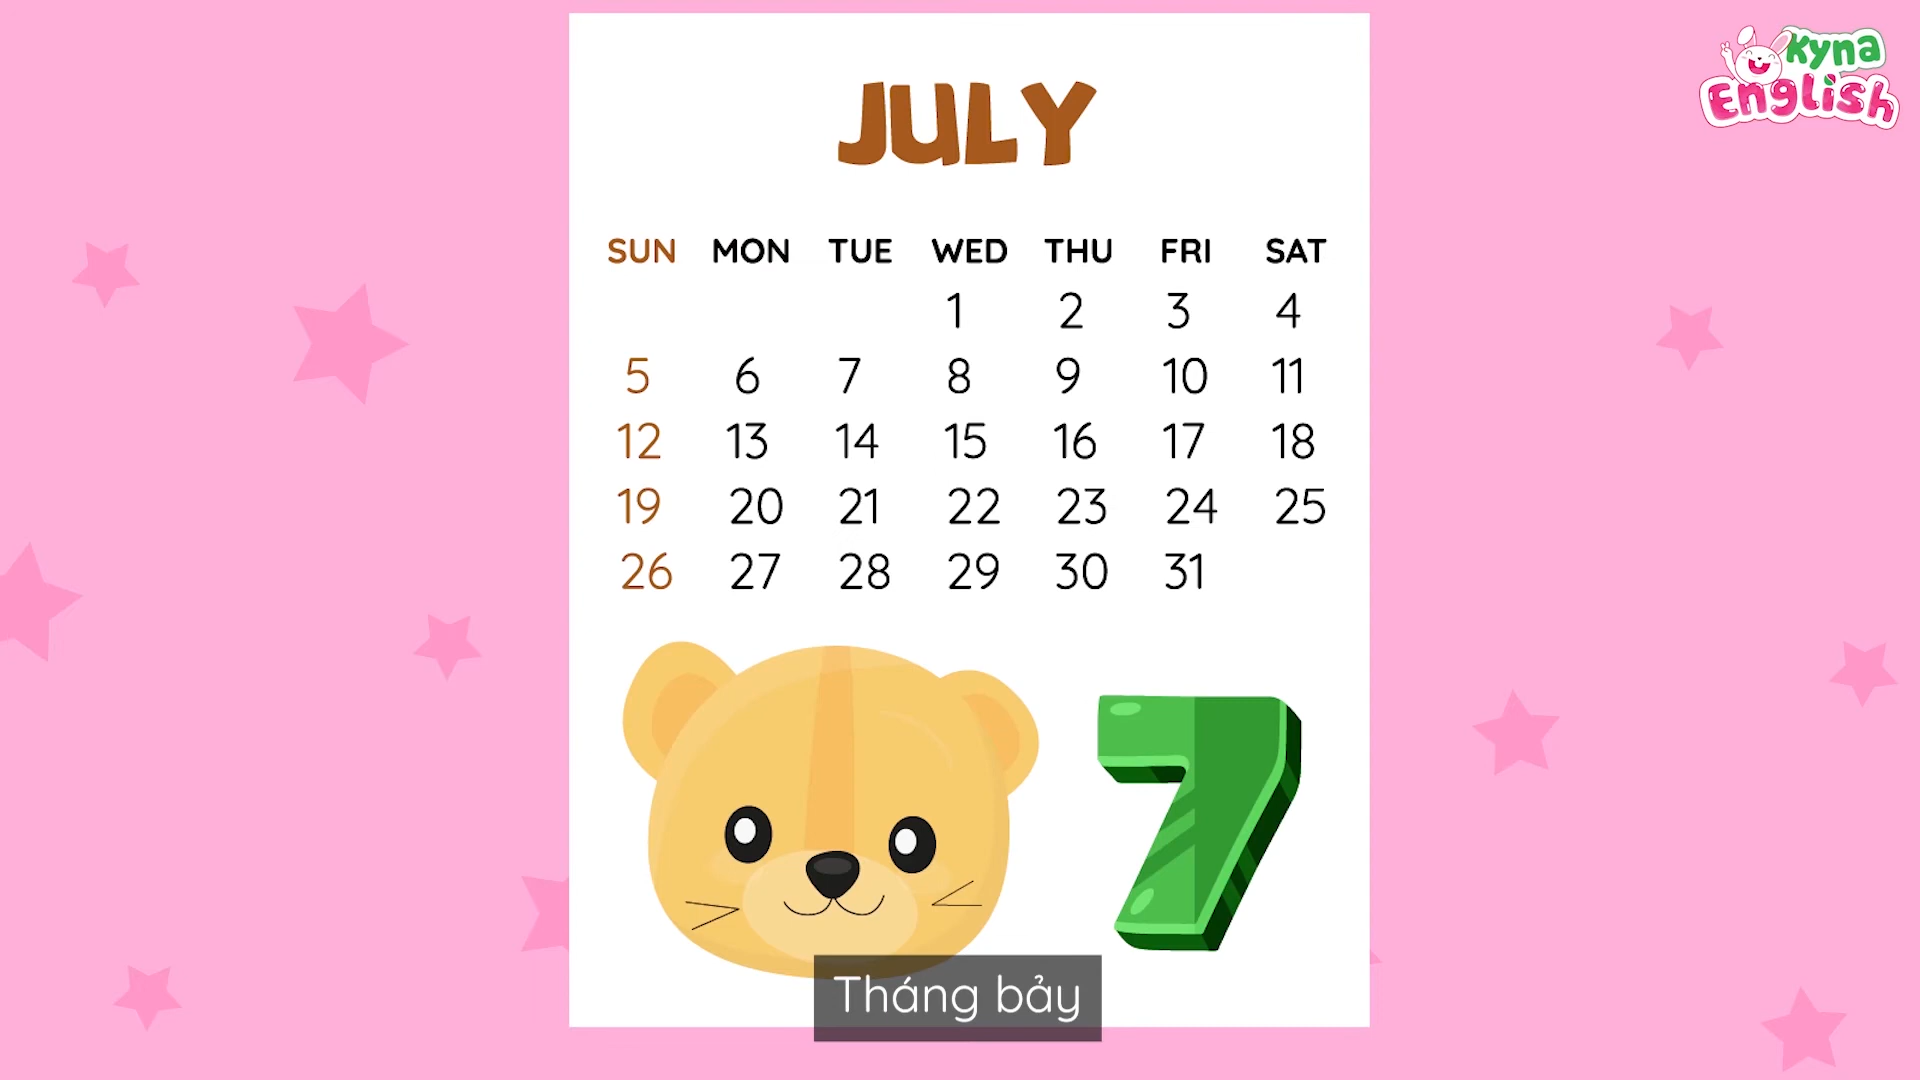 Kyna
English
JULY
SUN MON TUE WED THU FRI SAT
1 2 3 4
5 6 7 8 9 10 11
12 13 14 15 16 17 18
19 20 21 22 23 24 25
26 27 28 29 30 31
7
Tháng bảy